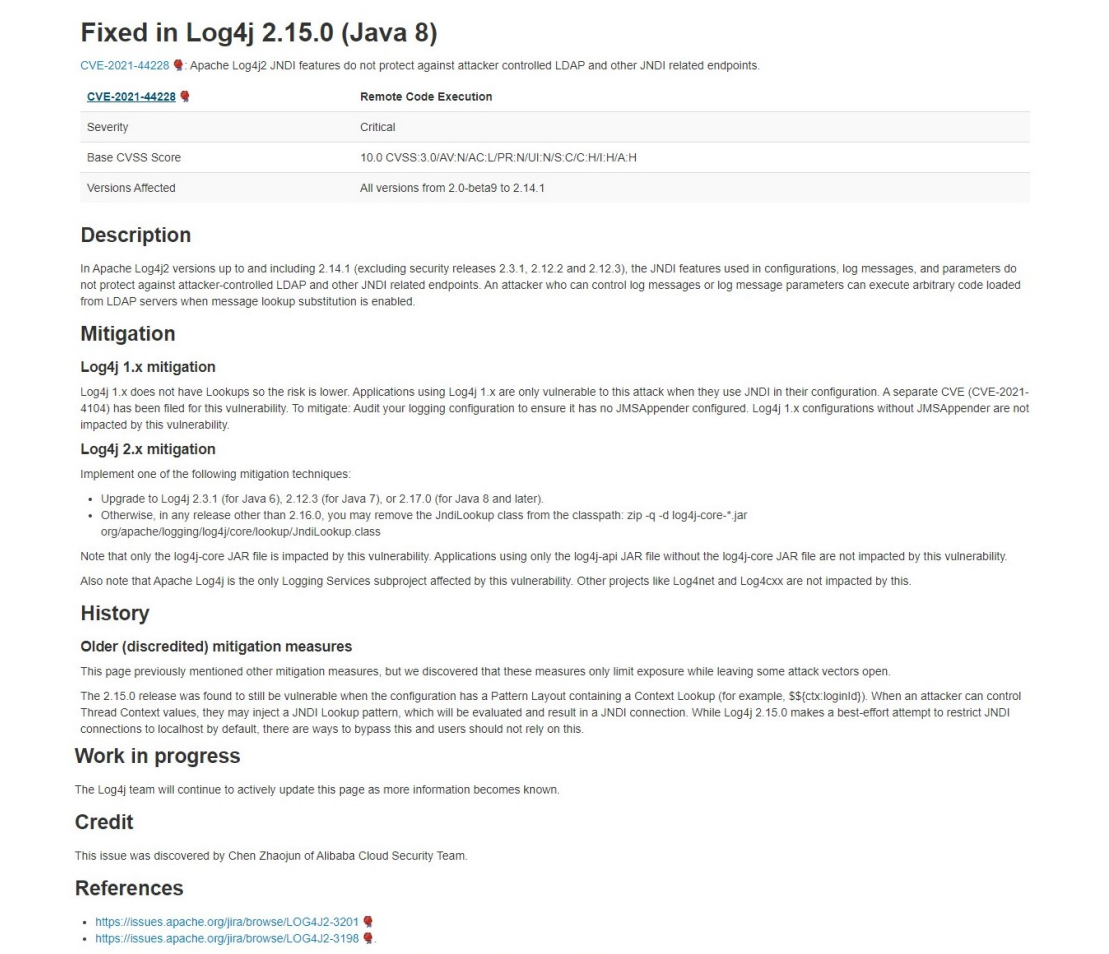 Fixed in Log4j 2.15.0 (Java 8)
CVE-2021-44228 : Apache Log4j2 JNDI features do not protect against attacker controlled LDAP and other JNDI related endpoints.
CVE-2021-44228 Remote Code Execution
Severity Critical
Base CVSS Score 10.0 CVSS:3.0/AV:N/AC:L/PR:N/UI:N/S:C/C:H/I:H/A:H
Versions Affected All versions from 2.0-beta9 to 2.14.1
Description
In Apache Log4j2 versions up to and including 2.14.1 (excluding security releases 2.3.1, 2.12.2 and 2.12.3), the JNDI features used in configurations, log messages, and parameters do
not protect against attacker-controlled LDAP and other JNDI related endpoints. An attacker who can control log messages or log message parameters can execute arbitrary code loaded
from LDAP servers when message lookup substitution is enabled.
Mitigation
Log4j 1.x mitigation
Log4j 1.x does not have Lookups so the risk is lower. Applications using Log4j 1.x are only vulnerable to this attack when they use JNDI in their configuration. A separate CVE (CVE-2021-
4104) has been filed for this vulnerability. To mitigate: Audit your logging configuration to ensure it has no JMSAppender configured. Log4j 1.x configurations without JMSAppender are not
impacted by this vulnerability.
Log4j 2.x mitigation
Implement one of the following mitigation techniques:
• Upgrade to Log4j 2.3.1 (for Java 6), 2.12.3 (for Java 7), or 2.17.0 (for Java 8 and later).
• Otherwise, in any release other than 2.16.0, you may remove the JndiLookup class from the classpath: zip -q -d log4j-core-*.jar
org/apache/logging/log4j/core/lookup/JndiLookup.class
Note that only the log4j-core JAR file is impacted by this vulnerability. Applications using only the log4j-api JAR file without the log4j-core JAR file are not impacted by this vulnerability.
Also note that Apache Log4j is the only Logging Services subproject affected by this vulnerability. Other projects like Log4net and Log4cxx are not impacted by this.
History
Older (discredited) mitigation measures
This page previously mentioned other mitigation measures, but we discovered that these measures only limit exposure while leaving some attack vectors open.
The 2.15.0 release was found to still be vulnerable when the configuration has a Pattern Layout containing a Context Lookup (for example, $${ctx:loginId}). When an attacker can control
Thread Context values, they may inject a JNDI Lookup pattern, which will be evaluated and result in a JNDI connection. While Log4j 2.15.0 makes a best-effort attempt to restrict JNDI
connections to localhost by default, there are ways to bypass this and users should not rely on this.
Work in progress
The Log4j team will continue to actively update this page as more information becomes known.
Credit
This issue was discovered by Chen Zhaojun of Alibaba Cloud Security Team.
References
• https://issues.apache.org/jira/browse/LOG4J2-3201
• https://issues.apache.org/jira/browse/LOG4J2-3198 .